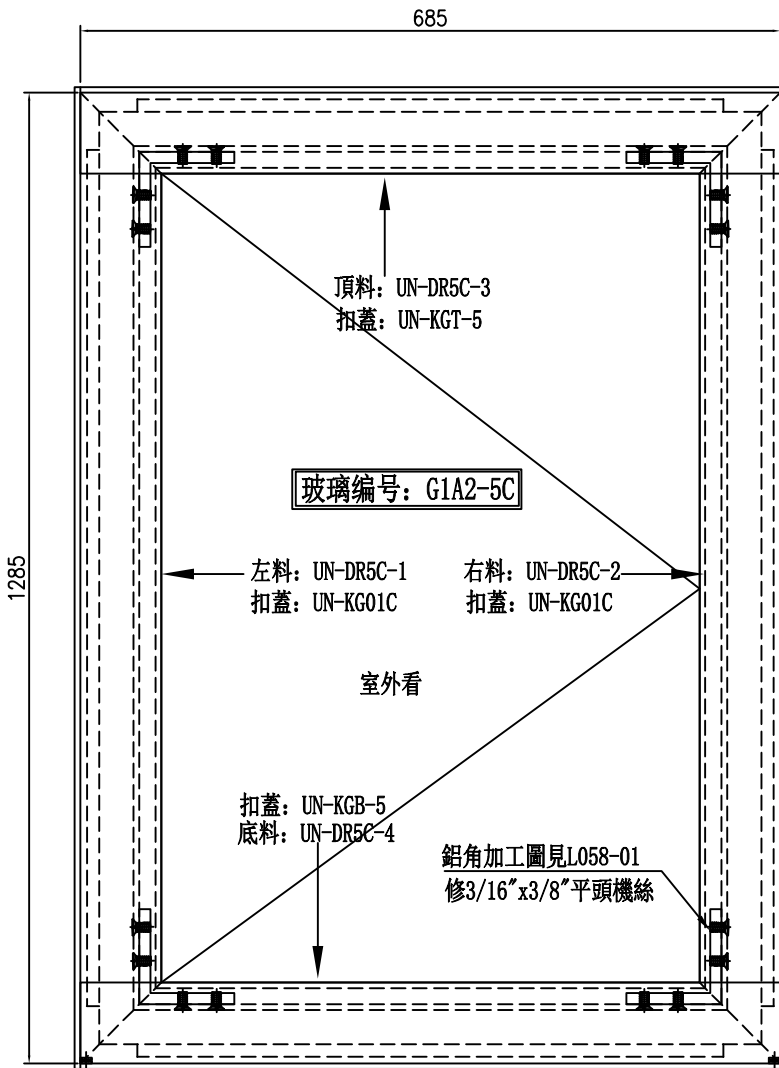 685
頂料：UN-DR5C-3
扣蓋：UN-KGT-5
玻璃编号：G1A2-5C
1285
左料：UN-DR5C-1
扣蓋：UN-KG01C
右料：UN-DR5C-2
扣蓋：UN-KG01C
室外看
扣蓋：UN-KGB-5
底料：UN-DR5C-4
鋁角加工圖見L058-01
修3/16"x3/8"平頭機絲